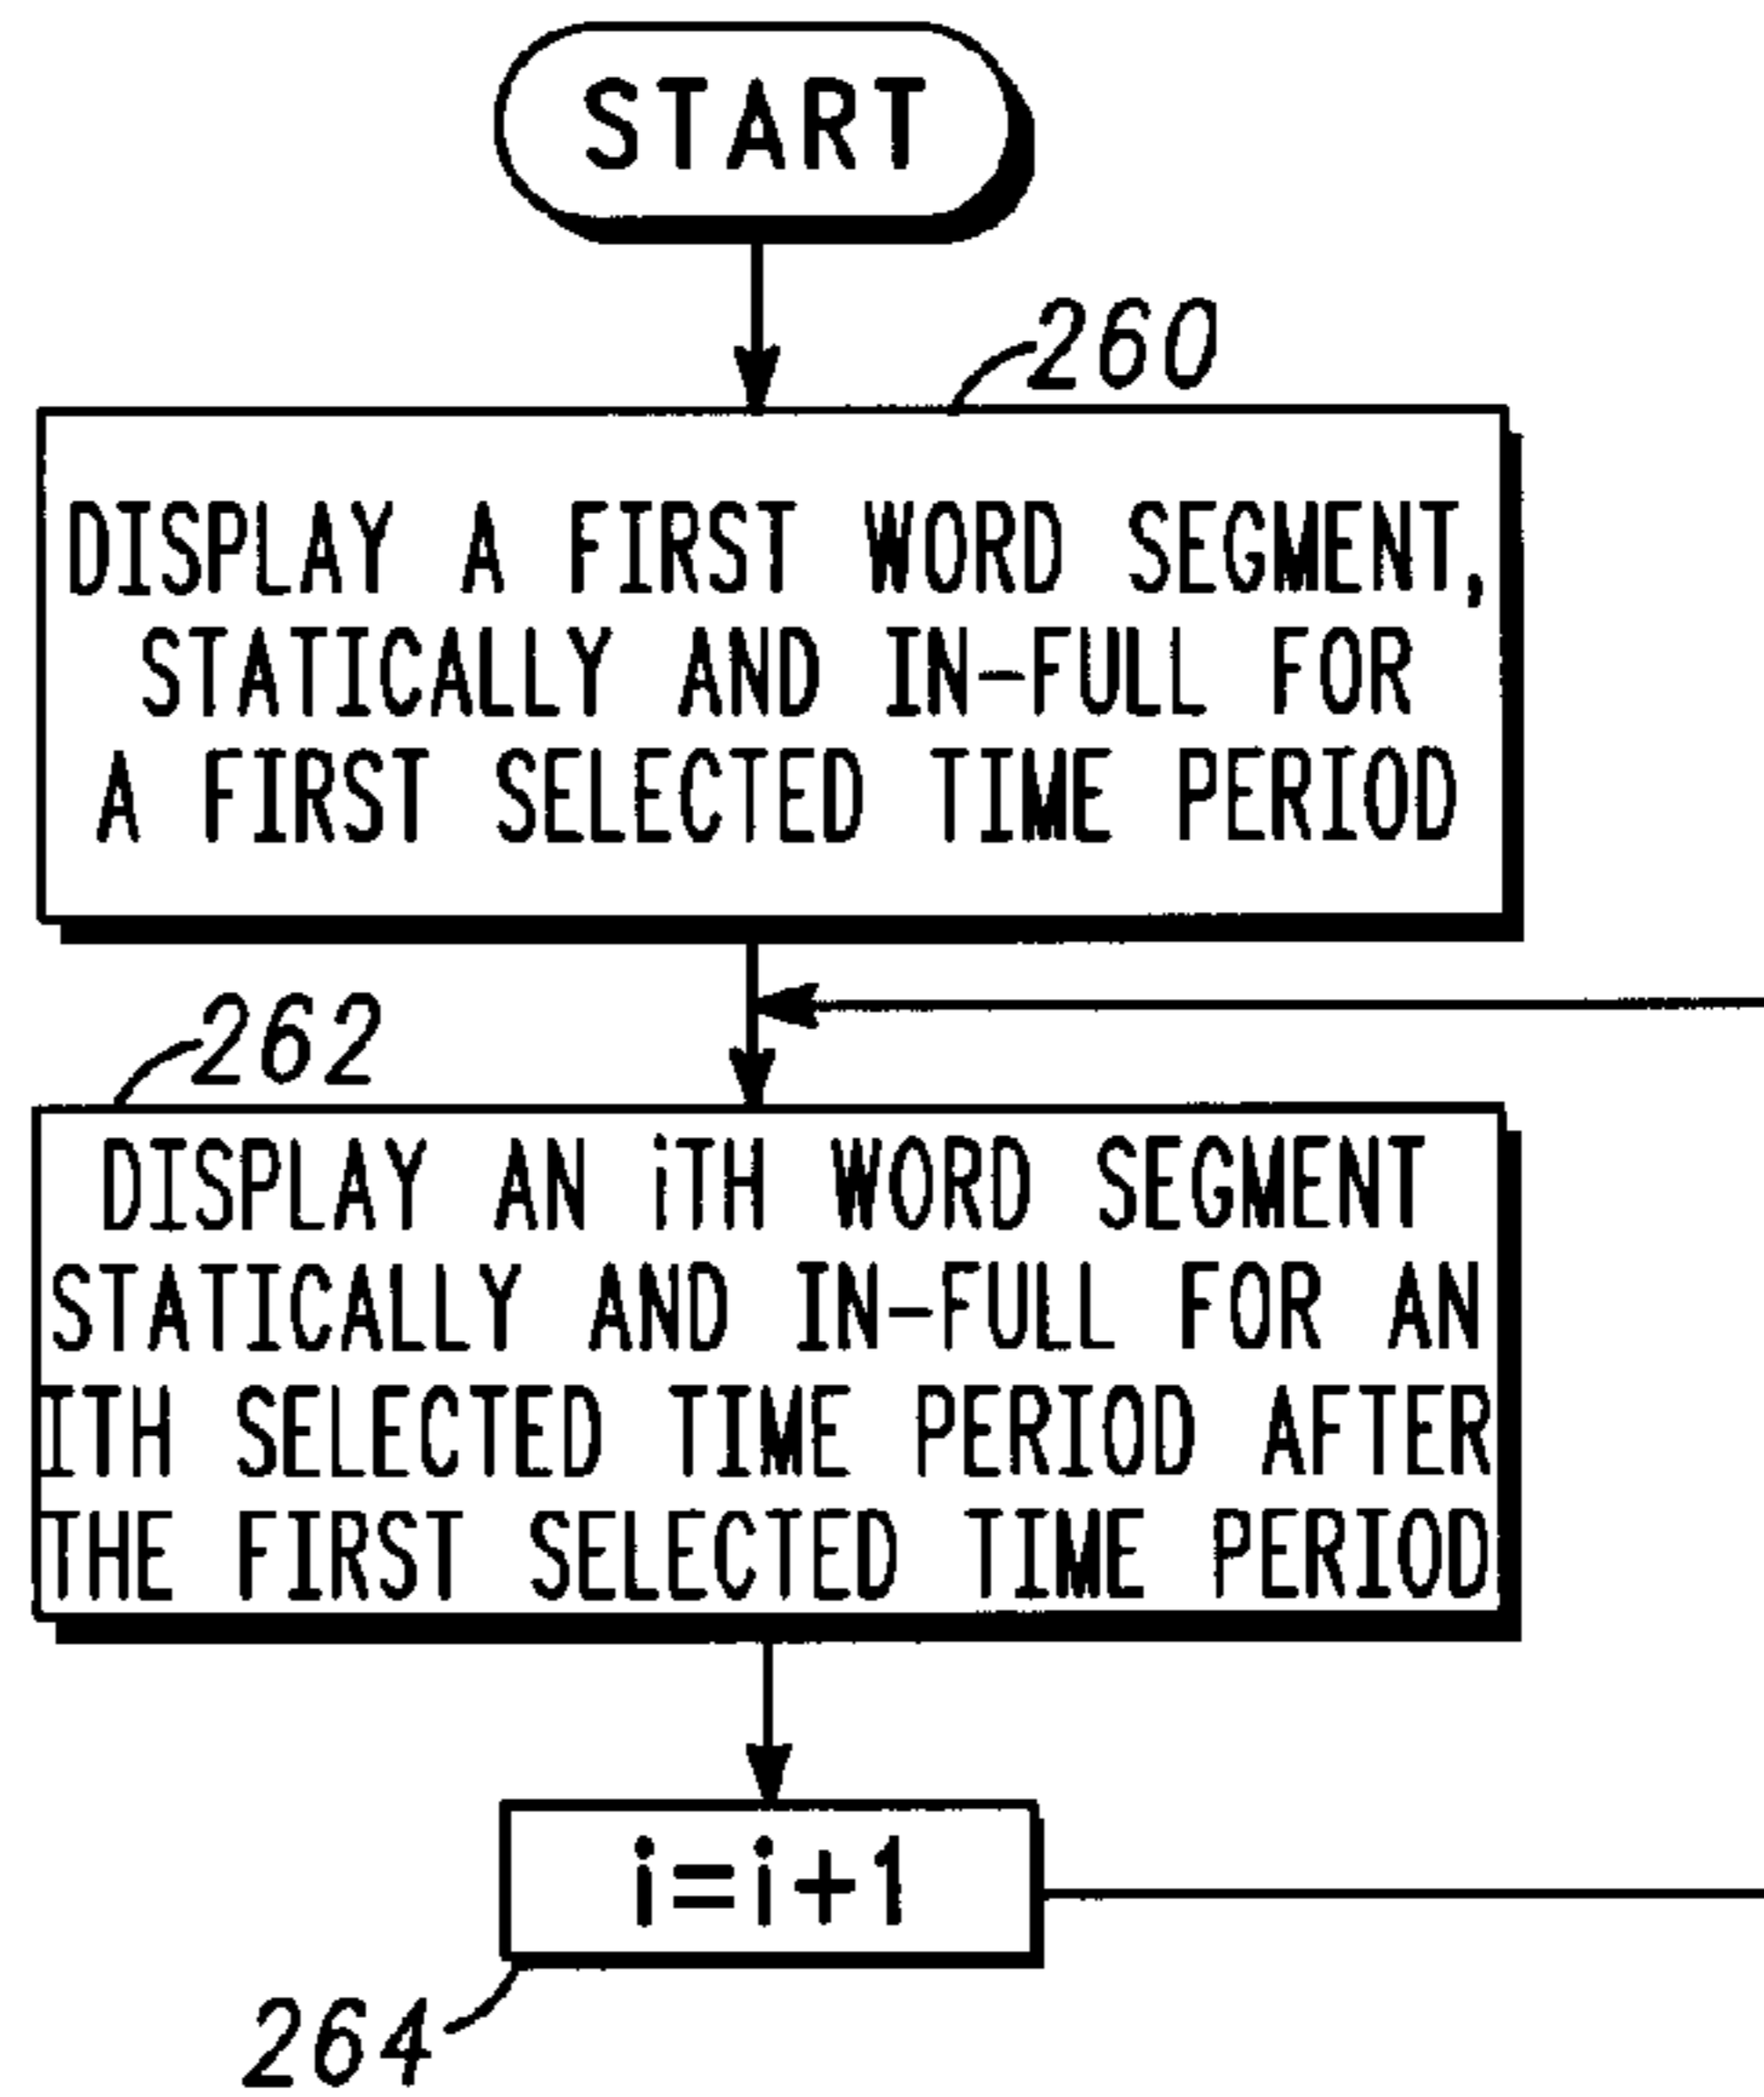 START
260
DISPLAY A FIRST WORD SEGMENT,
STATICALLY AND IN-FULL FOR
A FIRST SELECTED TIME PERIOD
262
DISPLAY AN iTH WORD SEGMENT
STATICALLY AND IN-FULL FOR AN
ITH SELECTED TIME PERIOD AFTER
THE FIRST SELECTED TIME PERIOD
i=i+1
264